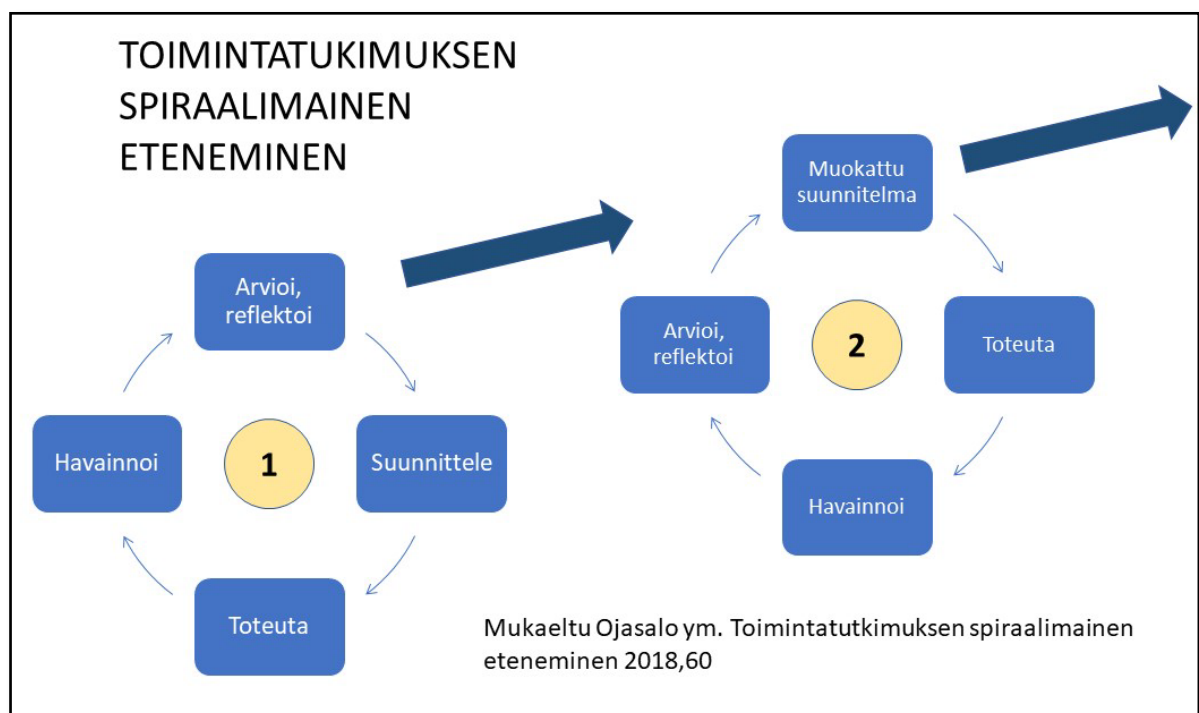 TOIMINTATUKIMUKSEN
SPIRAALIMAINEN
ETENEMINEN
Arvioi,
reflektoi
Havainnoi
1
Suunnittele
Toteuta
Muokattu
suunnitelma
Arvioi,
reflektoi
2
Toteuta
Havainnoi
Mukaeltu Ojasalo ym. Toimintatutkimuksen spiraalimainen
eteneminen 2018,60